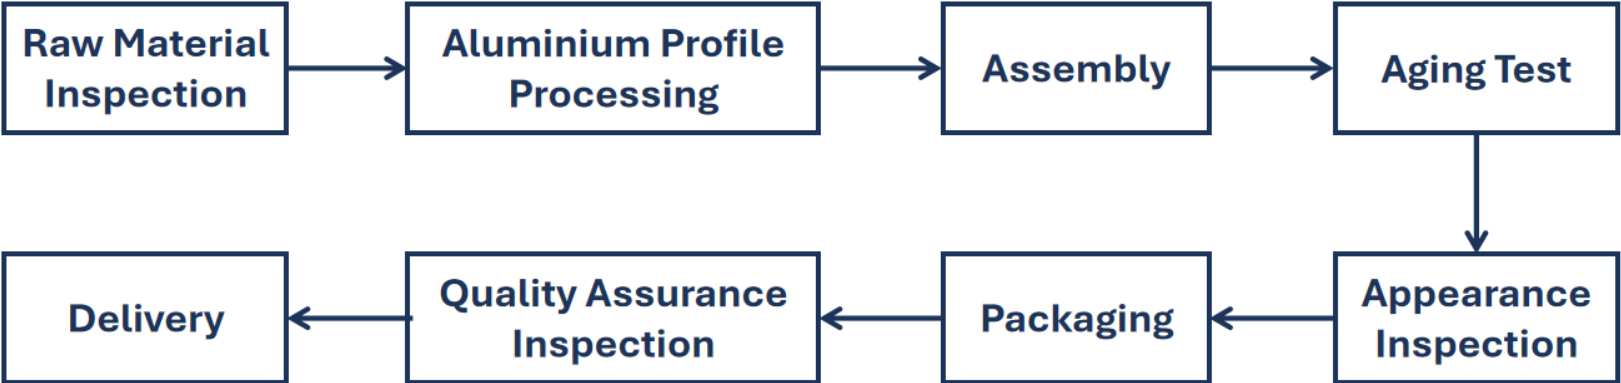 Raw Material
Inspection
Aluminium Profile
Processing
Assembly
Aging Test
Appearance
Inspection
Packaging
Quality Assurance
Inspection
Delivery